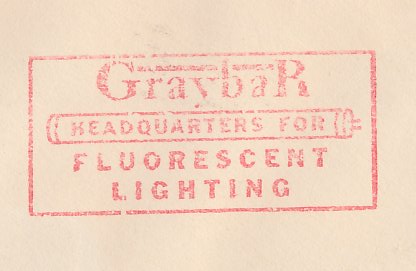 GraybaR
HEADQUARTERS FOR
FLUORESCENT
LIGHTING